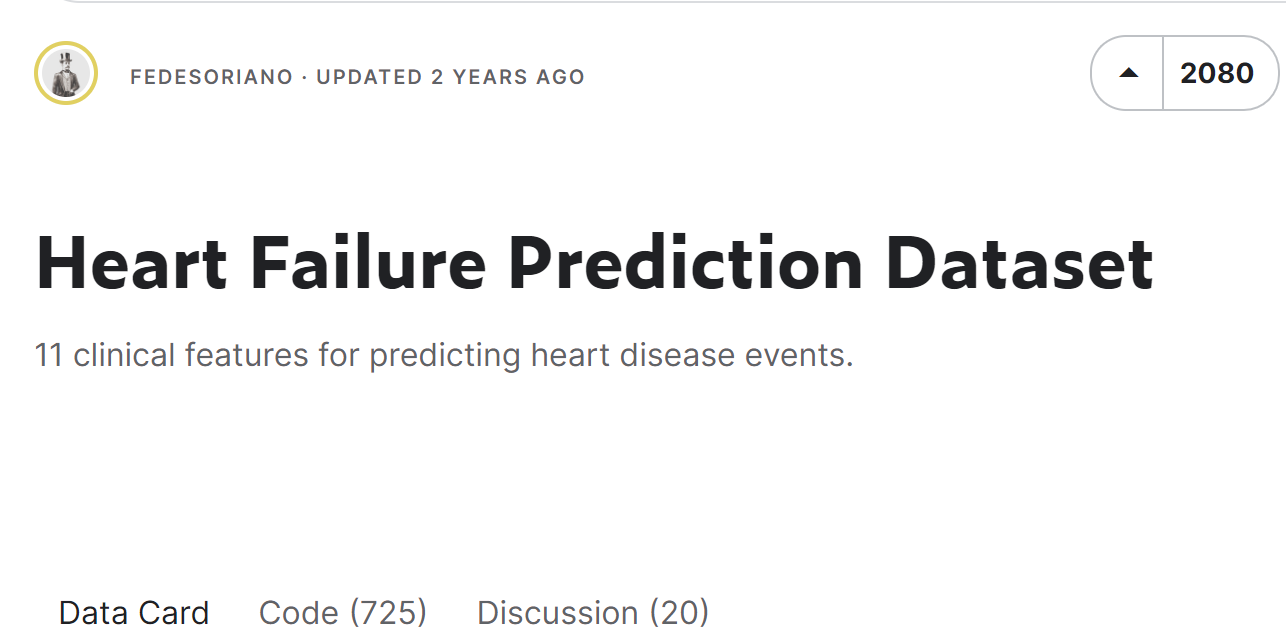 FEDESORIANO · UPDATED 2 YEARS AGO
2080
Heart Failure Prediction Dataset
11 clinical features for predicting heart disease events.
Data Card Code (725) Discussion (20)